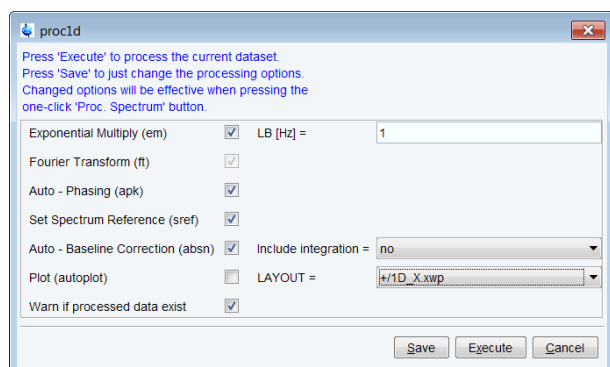 proc1d
Press 'Execute' to process the current dataset.
Press 'Save' to just change the processing options.
Changed options will be effective when pressing the
one-click 'Proc. Spectrum' button.
Exponential Multiply (em) LB [Hz] = 1
Fourier Transform (ft)
Auto - Phasing (apk)
Set Spectrum Reference (sref)
Auto - Baseline Correction (absn) Include integration = no
Plot (autoplot) LAYOUT = +/1D_X.xwp
Warn if processed data exist
Save Execute Cancel